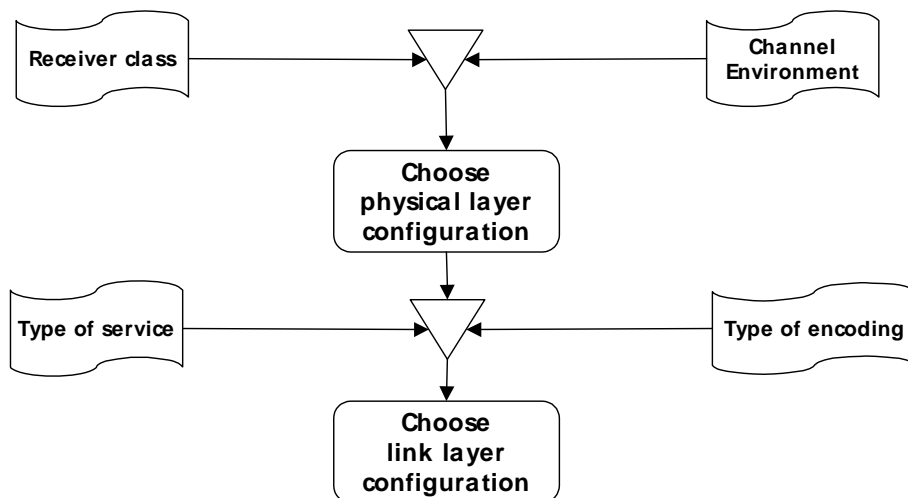 Receiver class
Channel
Environment
Choose
physical layer
configuration
Type of service
Type of encoding
Choose
link layer
configuration